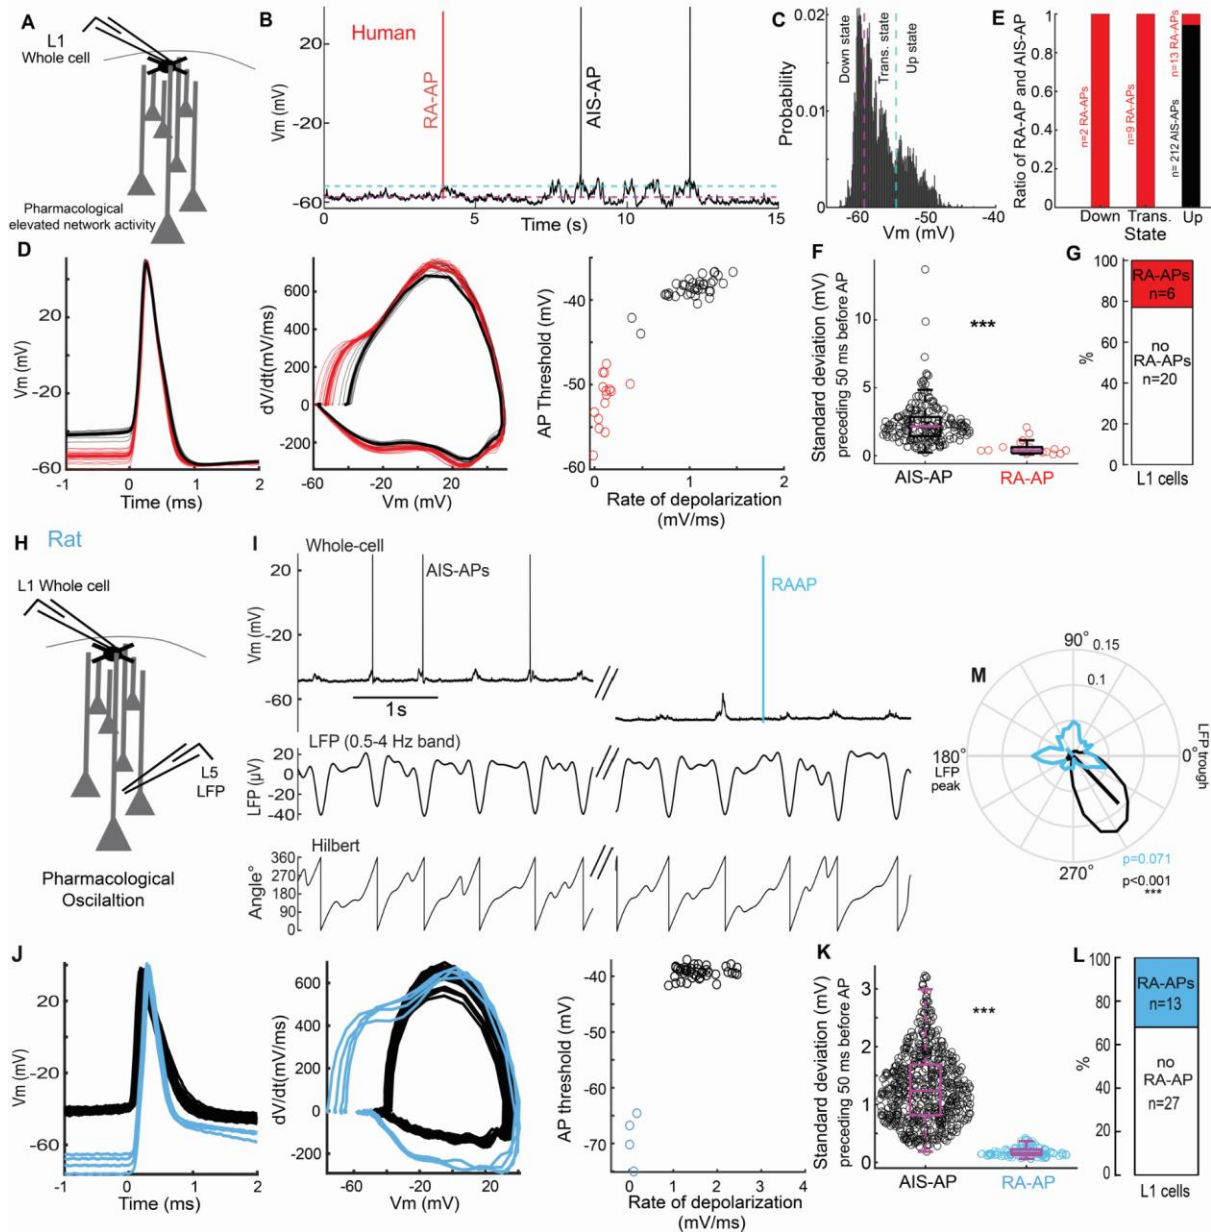 A
L1
Whole cell
Pharmacological
elevated network activity
B
Human
RA-AP
AIS-AP
Vm (mV)
20
-20
-60
0
5
10
15
Time (s)
C
Probability
0.02
0.01
0
Down state
Trans. state
Up state
-60
-50
-40
Vm (mV)
E
Ratio of RA-AP and AIS-AP
1
0.8
0.6
0.4
0.2
0
n=2 RA-APs
n=9 RA-APs
n= 212 AIS-APs
n=13 RA-APs
Down
Trans.
Up
State
D
Vm (mV)
20
-20
-60
-1
0
1
2
Time (ms)
dV/dt(mV/ms)
600
400
200
0
-200
-60
-40
-20
0
20
40
Vm (mV)
AP Threshold (mV)
-40
-50
-60
0
1
2
Rate of depolarization
(mV/ms)
F
Standard deviation (mV)
preceding 50 ms before AP
10
5
0
***
AIS-AP
RA-AP
G
%
100
80
60
40
20
0
RA-APs
n=6
no
RA-APs
n=20
L1 cells
H
Rat
L1 Whole cell
L5
LFP
Pharmacological
Oscilaltion
I
Whole-cell
AIS-APs
RAAP
Vm (mV)
20
-20
-60
1s
LFP (0.5-4 Hz band)
LFP (µV)
20
0
-20
-40
Hilbert
Angle°
360
270
180
90
0
M
90°
0.15
0.1
180°
LFP
peak
0°
LFP trough
270°
p=0.071
p<0.001
***
J
Vm (mV)
20
-20
-60
-1
0
1
2
Time (ms)
dV/dt(mV/ms)
600
400
200
0
-200
-60
-20
20
Vm (mV)
AP threshold (mV)
-40
-50
-60
-70
0
1
2
3
4
Rate of depolarization
(mV/ms)
K
Standard deviation (mV)
preceding 50 ms before AP
3
2
1
0
***
AIS-AP
RA-AP
L
%
100
80
60
40
20
0
RA-APs
n=13
no
RA-AP
n=27
L1 cells